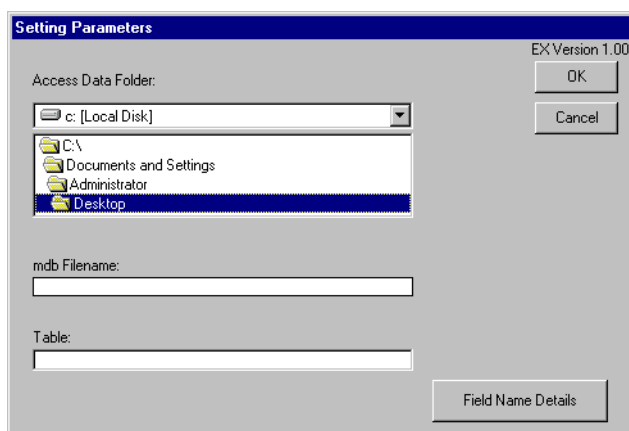 Setting Parameters
EX Version 1.00
Access Data Folder:
OK
c: [Local Disk]
Cancel
C:\
Documents and Settings
Administrator
Desktop
mdb Filename:
Table:
Field Name Details